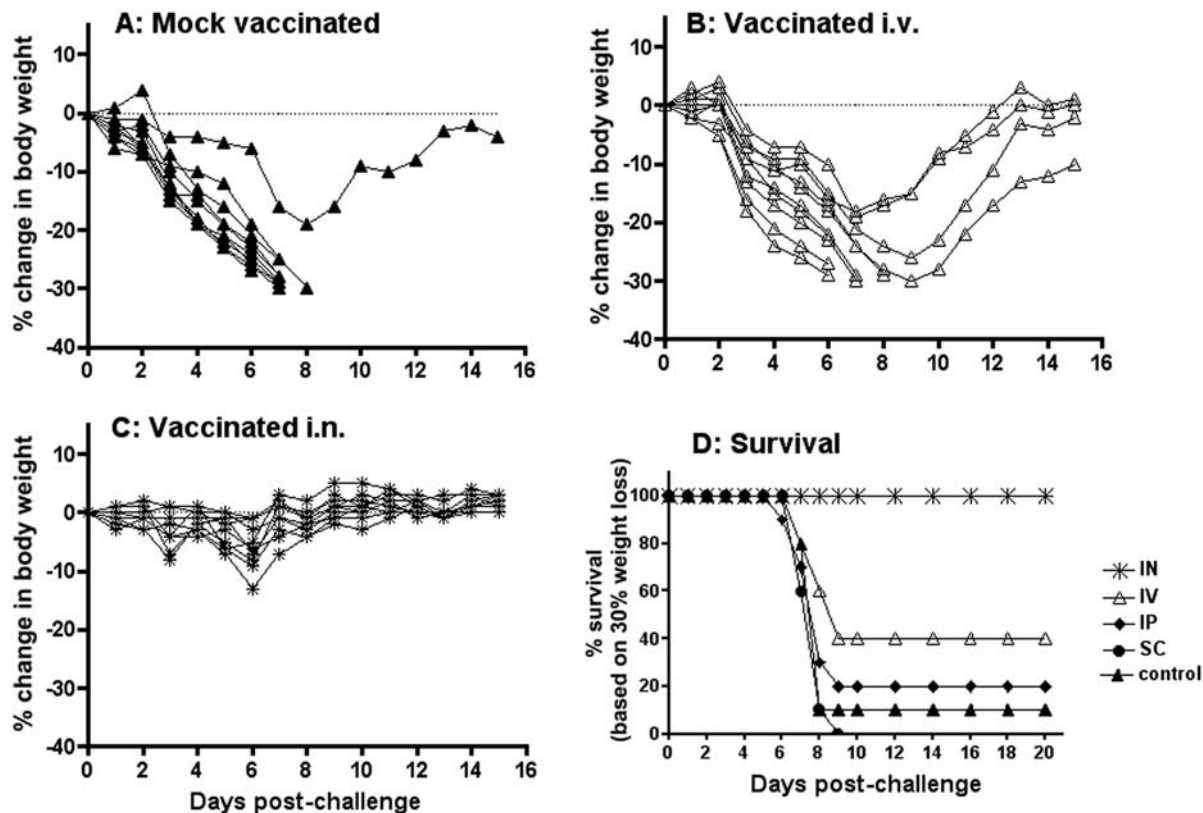 A: Mock vaccinated
% change in body weight
10
0
-10
-20
-30
-40
0 2 4 6 8 10 12 14 16
B: Vaccinated i.v.
% change in body weight
10
0
-10
-20
-30
-40
0 2 4 6 8 10 12 14 16
C: Vaccinated i.n.
% change in body weight
10
0
-10
-20
-30
-40
0 2 4 6 8 10 12 14 16
Days post-challenge
D: Survival
% survival
(based on 30% weight loss)
100
80
60
40
20
0
0 2 4 6 8 10 12 14 16 18 20
Days post-challenge
IN
IV
IP
SC
control